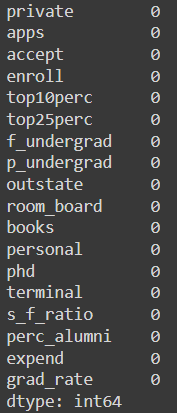 private 0
apps 0
accept 0
enroll 0
top10perc 0
top25perc 0
f_undergrad 0
p_undergrad 0
outstate 0
room_board 0
books 0
personal 0
phd 0
terminal 0
s_f_ratio 0
perc_alumni 0
expend 0
grad_rate 0
dtype: int64